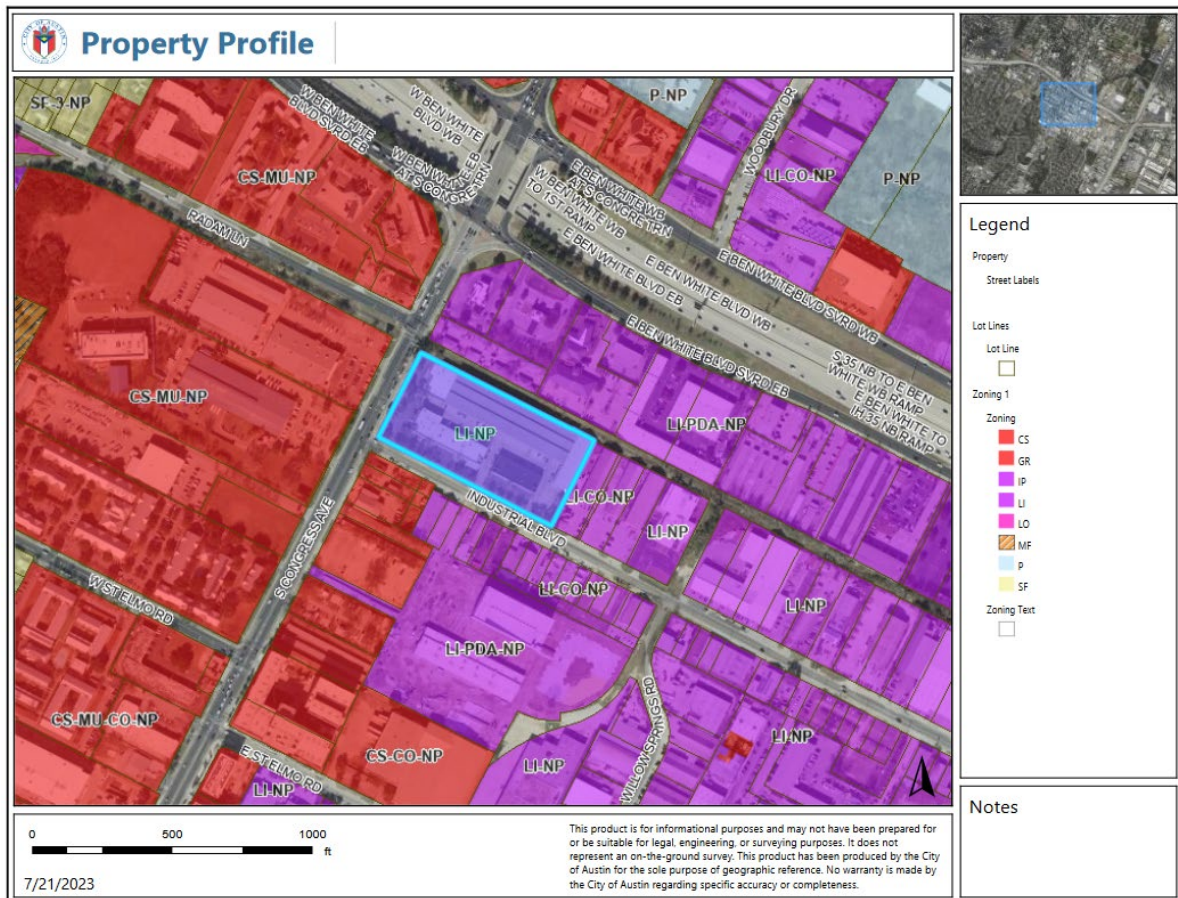 CITY OF AUSTIN
Property Profile
SF-3-NP
W BEN WHITE
BLVD SVRD EB
W BEN WHITE
BLVD WB
P-NP
WOODBURY DR
LI-CO-NP
P-NP
CS-MU-NP
E BEN WHITE WB
AT S CONGRE TRN
W BEN WHITE WB
TO 1ST RAMP
RADAM LN
E BEN WHITE BLVD EB
E BEN WHITE BLVD WB
E BEN WHITE BLVD SVRD WB
E BEN WHITE BLVD SVRD EB
S 35 NB TO E BEN
WHITE WB RAMP
E BEN WHITE TO
IH 35 NB RAMP
CS-MU-NP
LI-NP
LI-PDA-NP
LI-CO-NP
LI-NP
INDUSTRIAL BLVD
S CONGRESS AVE
W ST ELMO RD
LI-CO-NP
LI-NP
LI-PDA-NP
WILLOW SPRINGS RD
CS-MU-CO-NP
CS-CO-NP
LI-NP
LI-NP
E ST ELMO RD
LI-NP
Legend
Property
Street Labels
Lot Lines
Lot Line
Zoning 1
Zoning
CS
GR
IP
LI
LO
MF
P
SF
Zoning Text
Notes
0 500 1000
ft
7/21/2023
This product is for informational purposes and may not have been prepared for
or be suitable for legal, engineering, or surveying purposes. It does not
represent an on-the-ground survey. This product has been produced by the City
of Austin for the sole purpose of geographic reference. No warranty is made by
the City of Austin regarding specific accuracy or completeness.